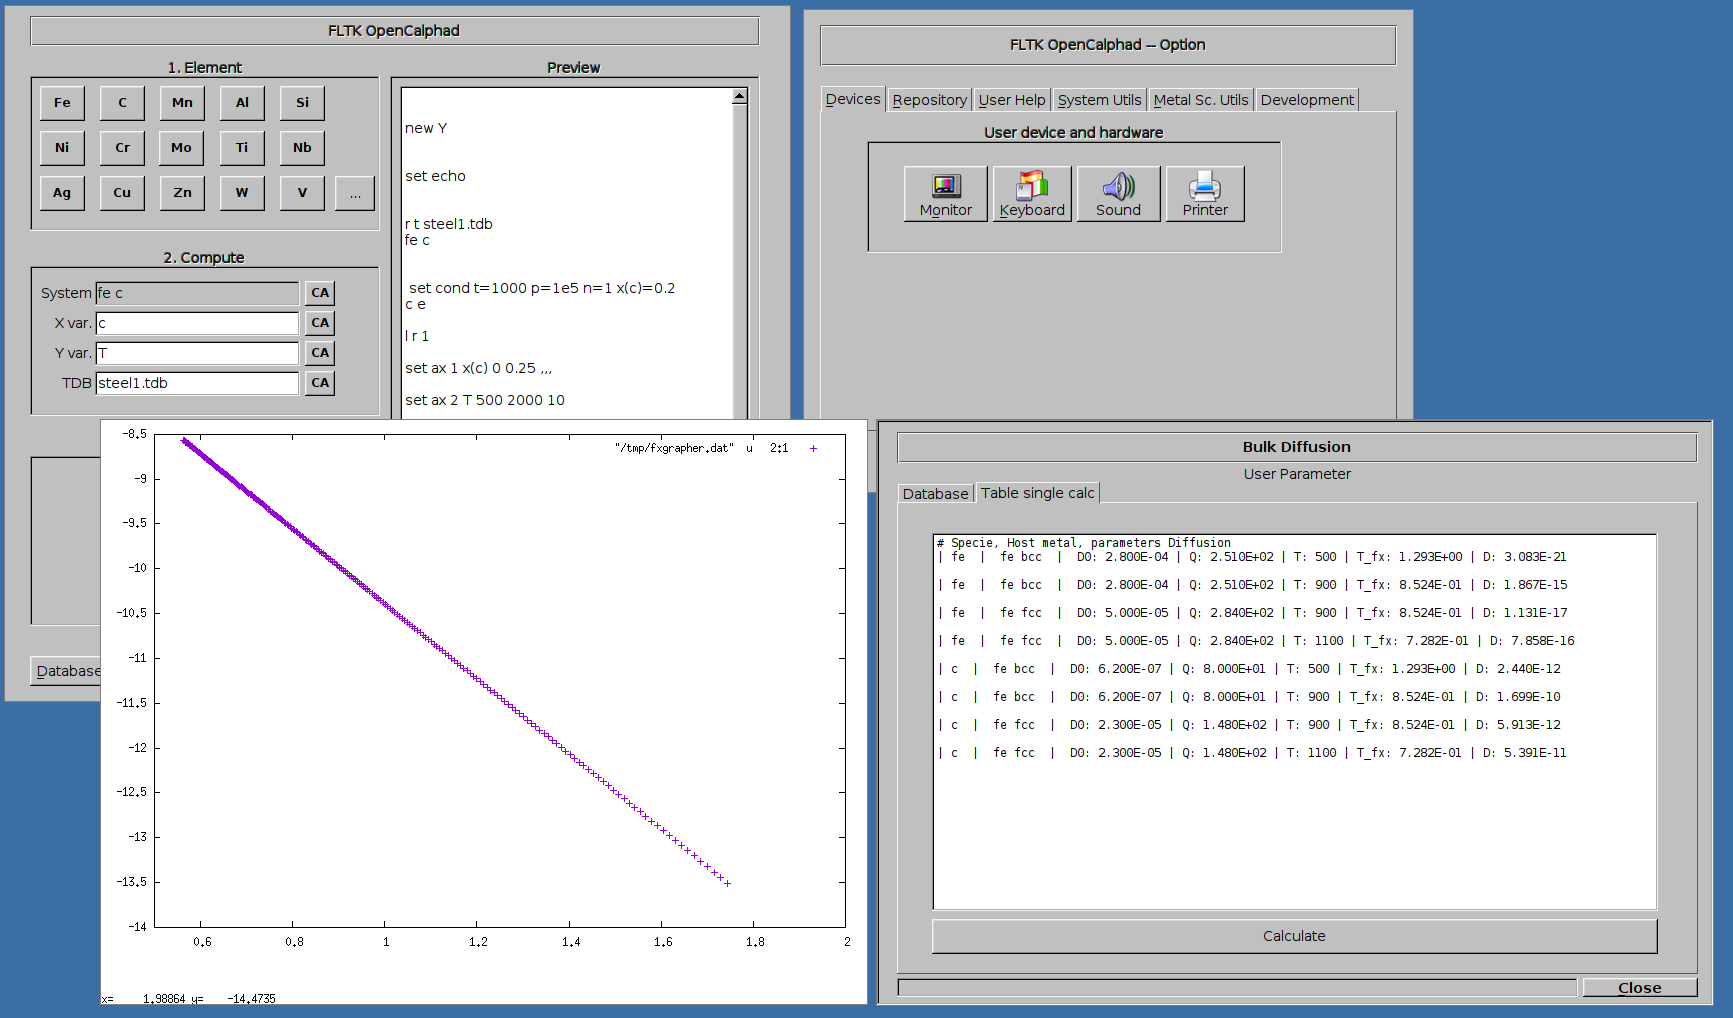 FLTK OpenCalphad
1. Element
Fe C Mn Al Si
Ni Cr Mo Ti Nb
Ag Cu Zn W V ...
2. Compute
System fe c CA
X var. c CA
Y var. T CA
TDB steel1.tdb CA
Database
Preview
new Y
set echo
r t steel1.tdb
fe c
set cond t=1000 p=1e5 n=1 x(c)=0.2
c e
l r 1
set ax 1 x(c) 0 0.25 ,,,
set ax 2 T 500 2000 10
FLTK OpenCalphad -- Option
Devices Repository User Help System Utils Metal Sc. Utils Development
User device and hardware
Monitor Keyboard Sound Printer
"/tmp/fxgrapher.dat" u 2:1
-8.5
-9
-9.5
-10
-10.5
-11
-11.5
-12
-12.5
-13
-13.5
-14
0.6 0.8 1 1.2 1.4 1.6 1.8 2
x= 1.98864 y= -14.4735
Bulk Diffusion
User Parameter
Database Table single calc
# Specie, Host metal, parameters Diffusion
| fe | fe bcc | D0: 2.800E-04 | Q: 2.510E+02 | T: 500 | T_fx: 1.293E+00 | D: 3.083E-21
| fe | fe bcc | D0: 2.800E-04 | Q: 2.510E+02 | T: 900 | T_fx: 8.524E-01 | D: 1.867E-15
| fe | fe fcc | D0: 5.000E-05 | Q: 2.840E+02 | T: 900 | T_fx: 8.524E-01 | D: 1.131E-17
| fe | fe fcc | D0: 5.000E-05 | Q: 2.840E+02 | T: 1100 | T_fx: 7.282E-01 | D: 7.858E-16
| c | fe bcc | D0: 6.200E-07 | Q: 8.000E+01 | T: 500 | T_fx: 1.293E+00 | D: 2.440E-12
| c | fe bcc | D0: 6.200E-07 | Q: 8.000E+01 | T: 900 | T_fx: 8.524E-01 | D: 1.699E-10
| c | fe fcc | D0: 2.300E-05 | Q: 1.480E+02 | T: 900 | T_fx: 8.524E-01 | D: 5.913E-12
| c | fe fcc | D0: 2.300E-05 | Q: 1.480E+02 | T: 1100 | T_fx: 7.282E-01 | D: 5.391E-11
Calculate
Close